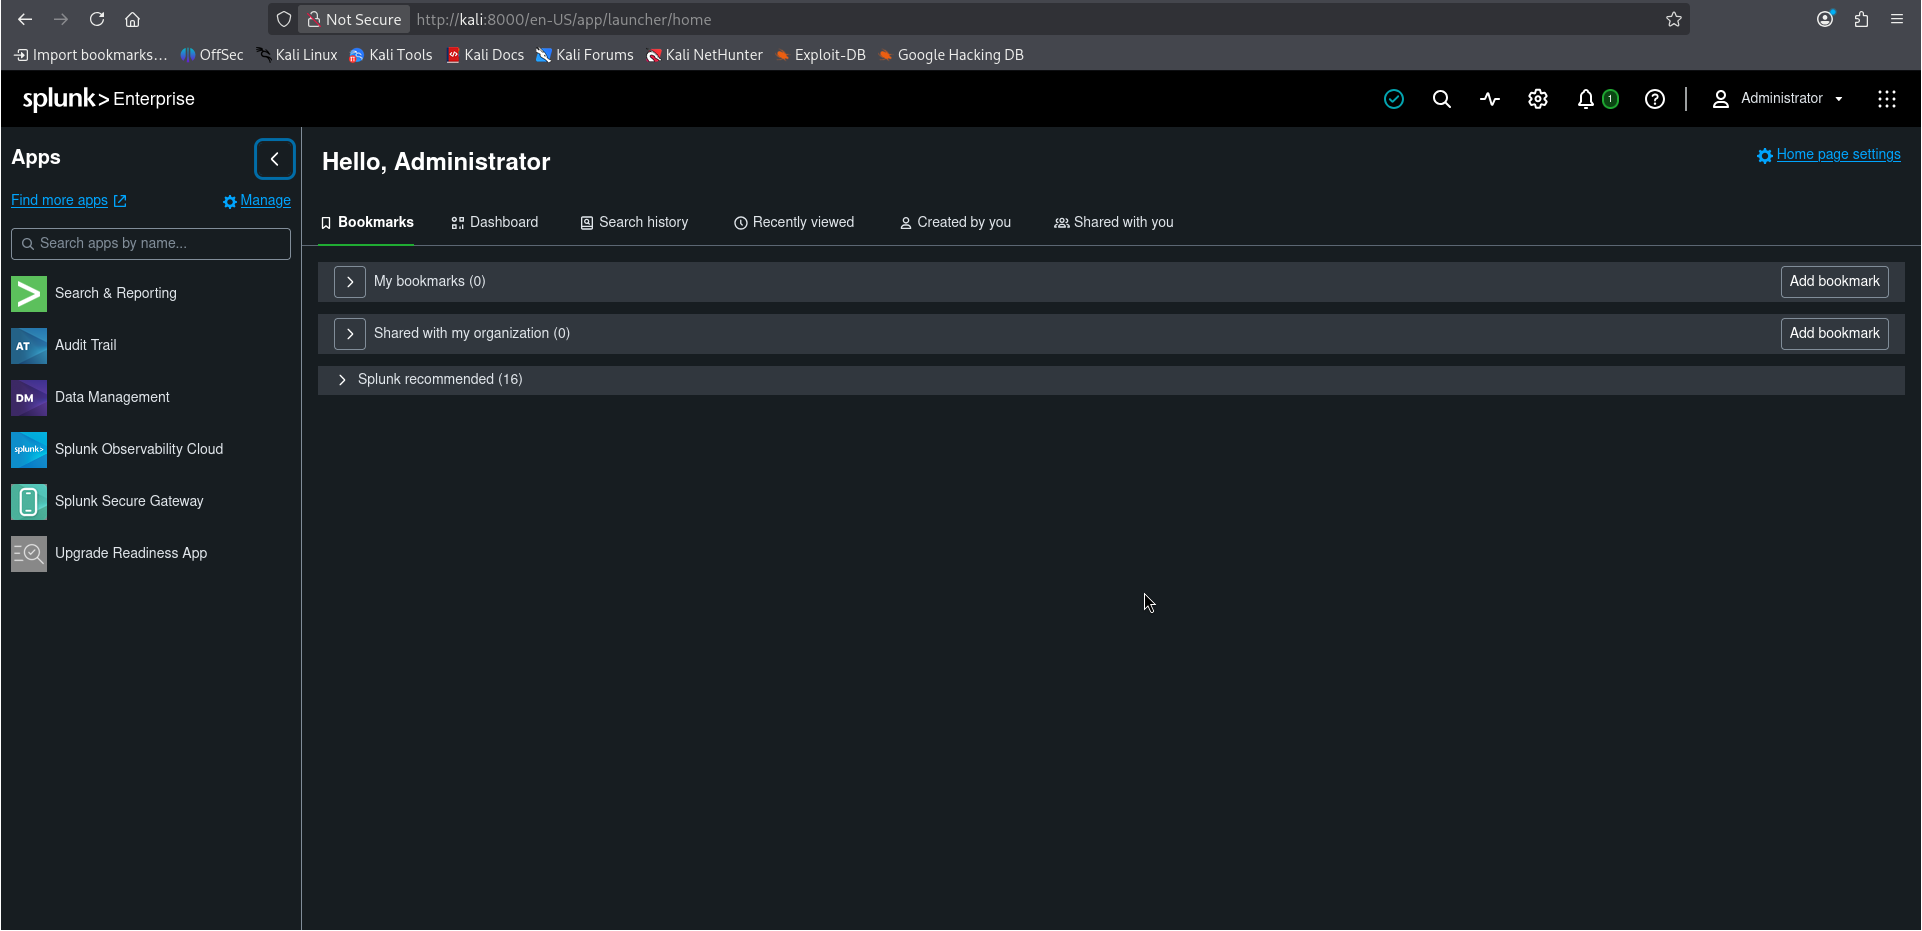 Not Secure http://kali:8000/en-US/app/launcher/home
Import bookmarks... OffSec Kali Linux Kali Tools Kali Docs Kali Forums Kali NetHunter Exploit-DB Google Hacking DB
splunk> Enterprise 1 Administrator
Apps
Find more apps Manage
Search apps by name...
Search & Reporting
AT Audit Trail
DM Data Management
splunk> Splunk Observability Cloud
Splunk Secure Gateway
Upgrade Readiness App
Hello, Administrator
Home page settings
Bookmarks Dashboard Search history Recently viewed Created by you Shared with you
My bookmarks (0) Add bookmark
Shared with my organization (0) Add bookmark
Splunk recommended (16)